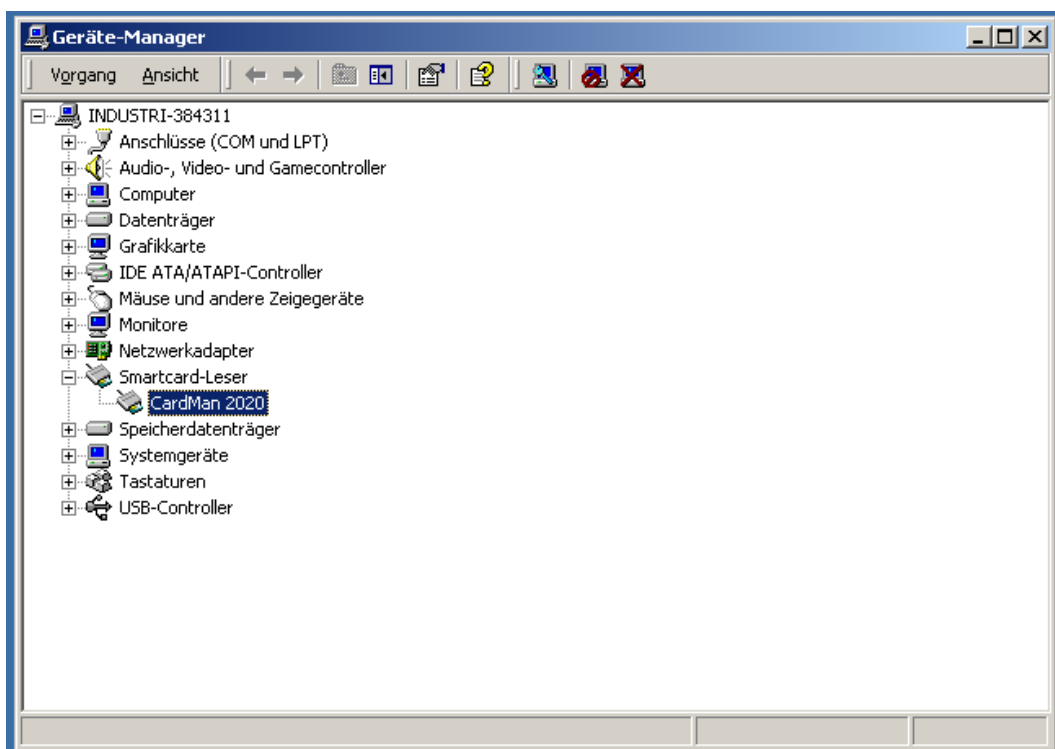 Geräte-Manager
Vorgang Ansicht
INDUSTRI-384311
Anschlüsse (COM und LPT)
Audio-, Video- und Gamecontroller
Computer
Datenträger
Grafikkarte
IDE ATA/ATAPI-Controller
Mäuse und andere Zeigegeräte
Monitore
Netzwerkadapter
Smartcard-Leser
CardMan 2020
Speicherdatenträger
Systemgeräte
Tastaturen
USB-Controller